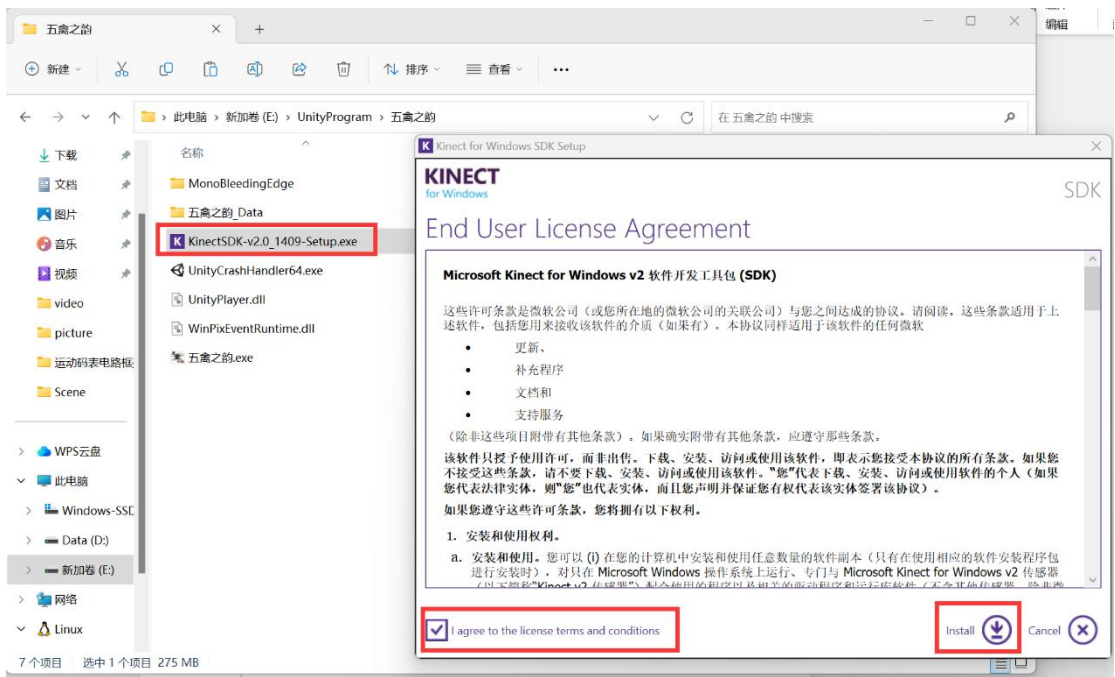 五禽之韵
编辑
新建
排序
查看
此电脑 › 新加卷 (E:) › UnityProgram › 五禽之韵
在 五禽之韵 中搜索
下载
文档
图片
音乐
视频
video
picture
运动码表电路框
Scene
WPS云盘
此电脑
Windows-SSD
Data (D:)
新加卷 (E:)
网络
Linux
名称
MonoBleedingEdge
五禽之韵_Data
KinectSDK-v2.0_1409-Setup.exe
UnityCrashHandler64.exe
UnityPlayer.dll
WinPixEventRuntime.dll
五禽之韵.exe
7 个项目 选中 1 个项目 275 MB
Kinect for Windows SDK Setup
KINECT
for Windows
SDK
End User License Agreement
Microsoft Kinect for Windows v2 软件开发工具包 (SDK)
这些许可条款是微软公司（或您所在地的微软公司的关联公司）与您之间达成的协议。请阅读。这些条款适用于上
述软件，包括您用来接收该软件的介质（如果有）。本协议同样适用于该软件的任何微软
• 更新、
• 补充程序
• 文档和
• 支持服务
（除非这些项目附带有其他条款）。如果确实附带有其他条款，应遵守那些条款。
该软件只授予使用许可，而非出售。下载、安装、访问或使用该软件，即表示您接受本协议的所有条款。如果您
不接受这些条款，请不要下载、安装、访问或使用该软件。“您”代表下载、安装、访问或使用软件的个人（如果
您代表法律实体，则“您”也代表实体，而且您声明并保证您有权代表该实体签署该协议）。
如果您遵守这些许可条款，您将拥有以下权利。
1. 安装和使用权利。
a. 安装和使用。您可以 (i) 在您的计算机中安装和使用任意数量的软件副本（只有在使用相应的软件安装程序包
进行安装时），对只在 Microsoft Windows 操作系统上运行、专门与 Microsoft Kinect for Windows v2 传感器
I agree to the license terms and conditions
Install
Cancel